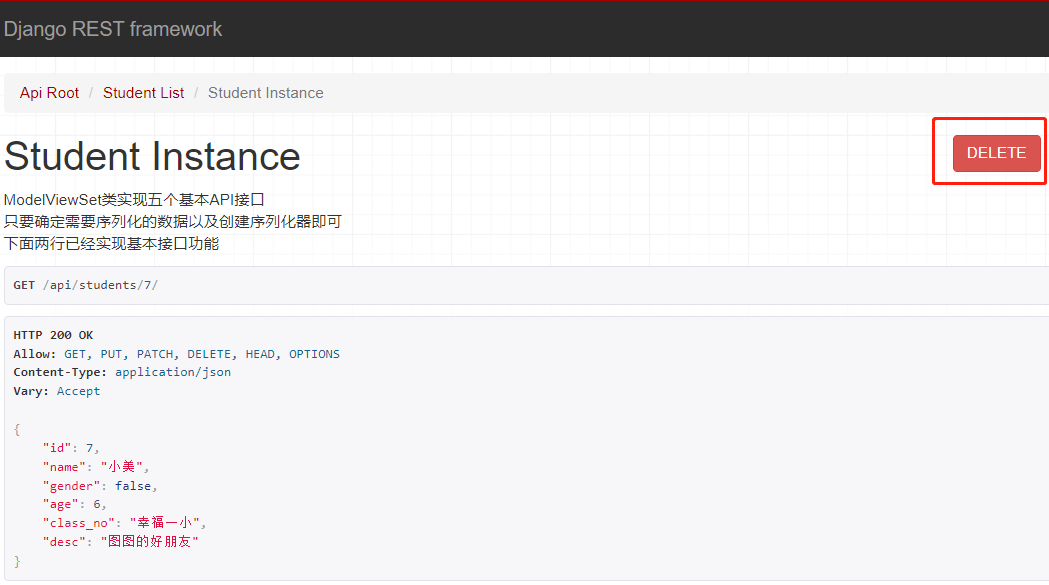 Django REST framework
Api Root / Student List / Student Instance
Student Instance
DELETE
ModelViewSet类实现五个基本API接口
只要确定需要序列化的数据以及创建序列化器即可
下面两行已经实现基本接口功能
GET /api/students/7/
HTTP 200 OK
Allow: GET, PUT, PATCH, DELETE, HEAD, OPTIONS
Content-Type: application/json
Vary: Accept
{
    "id": 7,
    "name": "小美",
    "gender": false,
    "age": 6,
    "class_no": "幸福一小",
    "desc": "图图的好朋友"
}